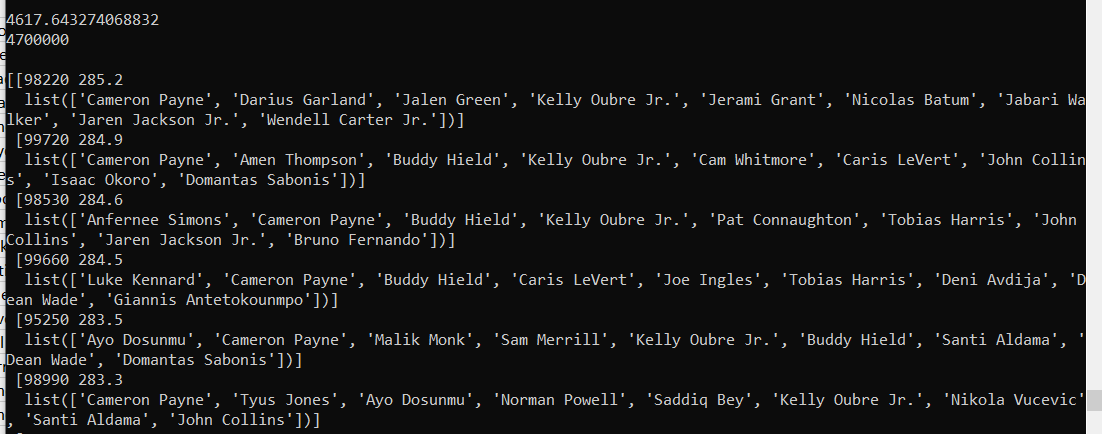 4617.643274068832
4700000
[[98220 285.2
list(['Cameron Payne', 'Darius Garland', 'Jalen Green', 'Kelly Oubre Jr.', 'Jerami Grant', 'Nicolas Batum', 'Jabari Wa
lker', 'Jaren Jackson Jr.', 'Wendell Carter Jr.'])]
[99720 284.9
list(['Cameron Payne', 'Amen Thompson', 'Buddy Hield', 'Kelly Oubre Jr.', 'Cam Whitmore', 'Caris LeVert', 'John Collin
s', 'Isaac Okoro', 'Domantas Sabonis'])]
[98530 284.6
list(['Anfernee Simons', 'Cameron Payne', 'Buddy Hield', 'Kelly Oubre Jr.', 'Pat Connaughton', 'Tobias Harris', 'John
Collins', 'Jaren Jackson Jr.', 'Bruno Fernando'])]
[99660 284.5
list(['Luke Kennard', 'Cameron Payne', 'Buddy Hield', 'Caris LeVert', 'Joe Ingles', 'Tobias Harris', 'Deni Avdija', 'D
ean Wade', 'Giannis Antetokounmpo'])]
[95250 283.5
list(['Ayo Dosunmu', 'Cameron Payne', 'Malik Monk', 'Sam Merrill', 'Kelly Oubre Jr.', 'Buddy Hield', 'Santi Aldama', '
Dean Wade', 'Domantas Sabonis'])]
[98990 283.3
list(['Cameron Payne', 'Tyus Jones', 'Ayo Dosunmu', 'Norman Powell', 'Saddiq Bey', 'Kelly Oubre Jr.', 'Nikola Vucevic'
, 'Santi Aldama', 'John Collins'])]